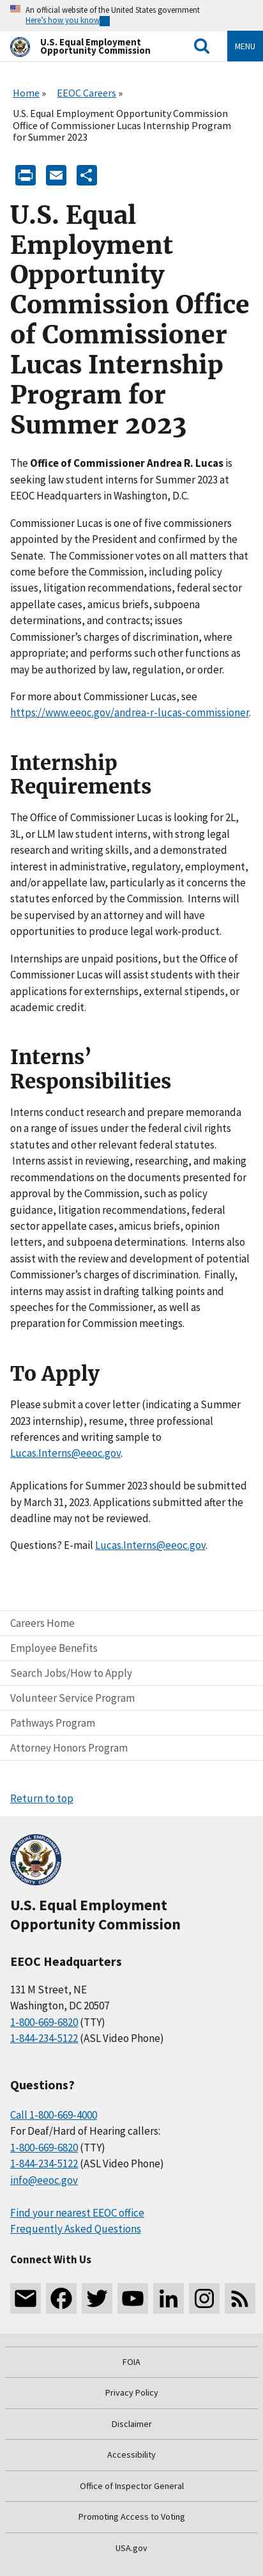 An official website of the United States government
Here's how you know
U.S. Equal Employment
Opportunity Commission
MENU
Home » EEOC Careers »
U.S. Equal Employment Opportunity Commission
Office of Commissioner Lucas Internship Program
for Summer 2023
U.S. Equal
Employment
Opportunity
Commission Office
of Commissioner
Lucas Internship
Program for
Summer 2023
The Office of Commissioner Andrea R. Lucas is
seeking law student interns for Summer 2023 at
EEOC Headquarters in Washington, D.C.
Commissioner Lucas is one of five commissioners
appointed by the President and confirmed by the
Senate. The Commissioner votes on all matters that
come before the Commission, including policy
issues, litigation recommendations, federal sector
appellate cases, amicus briefs, subpoena
determinations, and contracts; issues
Commissioner's charges of discrimination, where
appropriate; and performs such other functions as
may be authorized by law, regulation, or order.
For more about Commissioner Lucas, see
https://www.eeoc.gov/andrea-r-lucas-commissioner.
Internship
Requirements
The Office of Commissioner Lucas is looking for 2L,
3L, or LLM law student interns, with strong legal
research and writing skills, and a demonstrated
interest in administrative, regulatory, employment,
and/or appellate law, particularly as it concerns the
statutes enforced by the Commission. Interns will
be supervised by an attorney and will have
opportunities to produce legal work-product.
Internships are unpaid positions, but the Office of
Commissioner Lucas will assist students with their
applications for externships, external stipends, or
academic credit.
Interns’
Responsibilities
Interns conduct research and prepare memoranda
on a range of issues under the federal civil rights
statutes and other relevant federal statutes.
Interns assist in reviewing, researching, and making
recommendations on the documents presented for
approval by the Commission, such as policy
guidance, litigation recommendations, federal
sector appellate cases, amicus briefs, opinion
letters, and subpoena determinations. Interns also
assist with the review and development of potential
Commissioner’s charges of discrimination. Finally,
interns may assist in drafting talking points and
speeches for the Commissioner, as well as
preparation for Commission meetings.
To Apply
Please submit a cover letter (indicating a Summer
2023 internship), resume, three professional
references and writing sample to
Lucas.Interns@eeoc.gov.
Applications for Summer 2023 should be submitted
by March 31, 2023. Applications submitted after the
deadline may not be reviewed.
Questions? E-mail Lucas.Interns@eeoc.gov.
Careers Home
Employee Benefits
Search Jobs/How to Apply
Volunteer Service Program
Pathways Program
Attorney Honors Program
Return to top
U.S. Equal Employment
Opportunity Commission
EEOC Headquarters
131 M Street, NE
Washington, DC 20507
1-800-669-6820 (TTY)
1-844-234-5122 (ASL Video Phone)
Questions?
Call 1-800-669-4000
For Deaf/Hard of Hearing callers:
1-800-669-6820 (TTY)
1-844-234-5122 (ASL Video Phone)
info@eeoc.gov
Find your nearest EEOC office
Frequently Asked Questions
Connect With Us
FOIA
Privacy Policy
Disclaimer
Accessibility
Office of Inspector General
Promoting Access to Voting
USA.gov